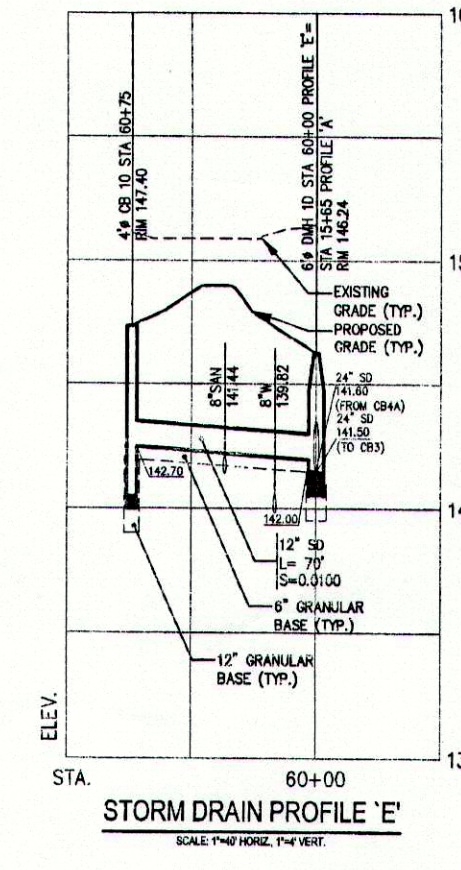 4'ø CB 10 STA 60+75
RIM 147.40
6'ø DMH 1D STA 60+00 PROFILE 'E'=
STA 15+65 PROFILE 'A'
RIM 146.24
EXISTING
GRADE (TYP.)
PROPOSED
GRADE (TYP.)
8"SAN
141.44
8"W
139.82
24" SD
141.60
(FROM CB4A)
24" SD
141.50
(TO CB3)
142.70
142.00
12" SD
L= 70'
S=0.0100
6" GRANULAR
BASE (TYP.)
12" GRANULAR
BASE (TYP.)
ELEV.
STA.
60+00
STORM DRAIN PROFILE `E'
SCALE: 1"=40' HORIZ., 1"=4' VERT.